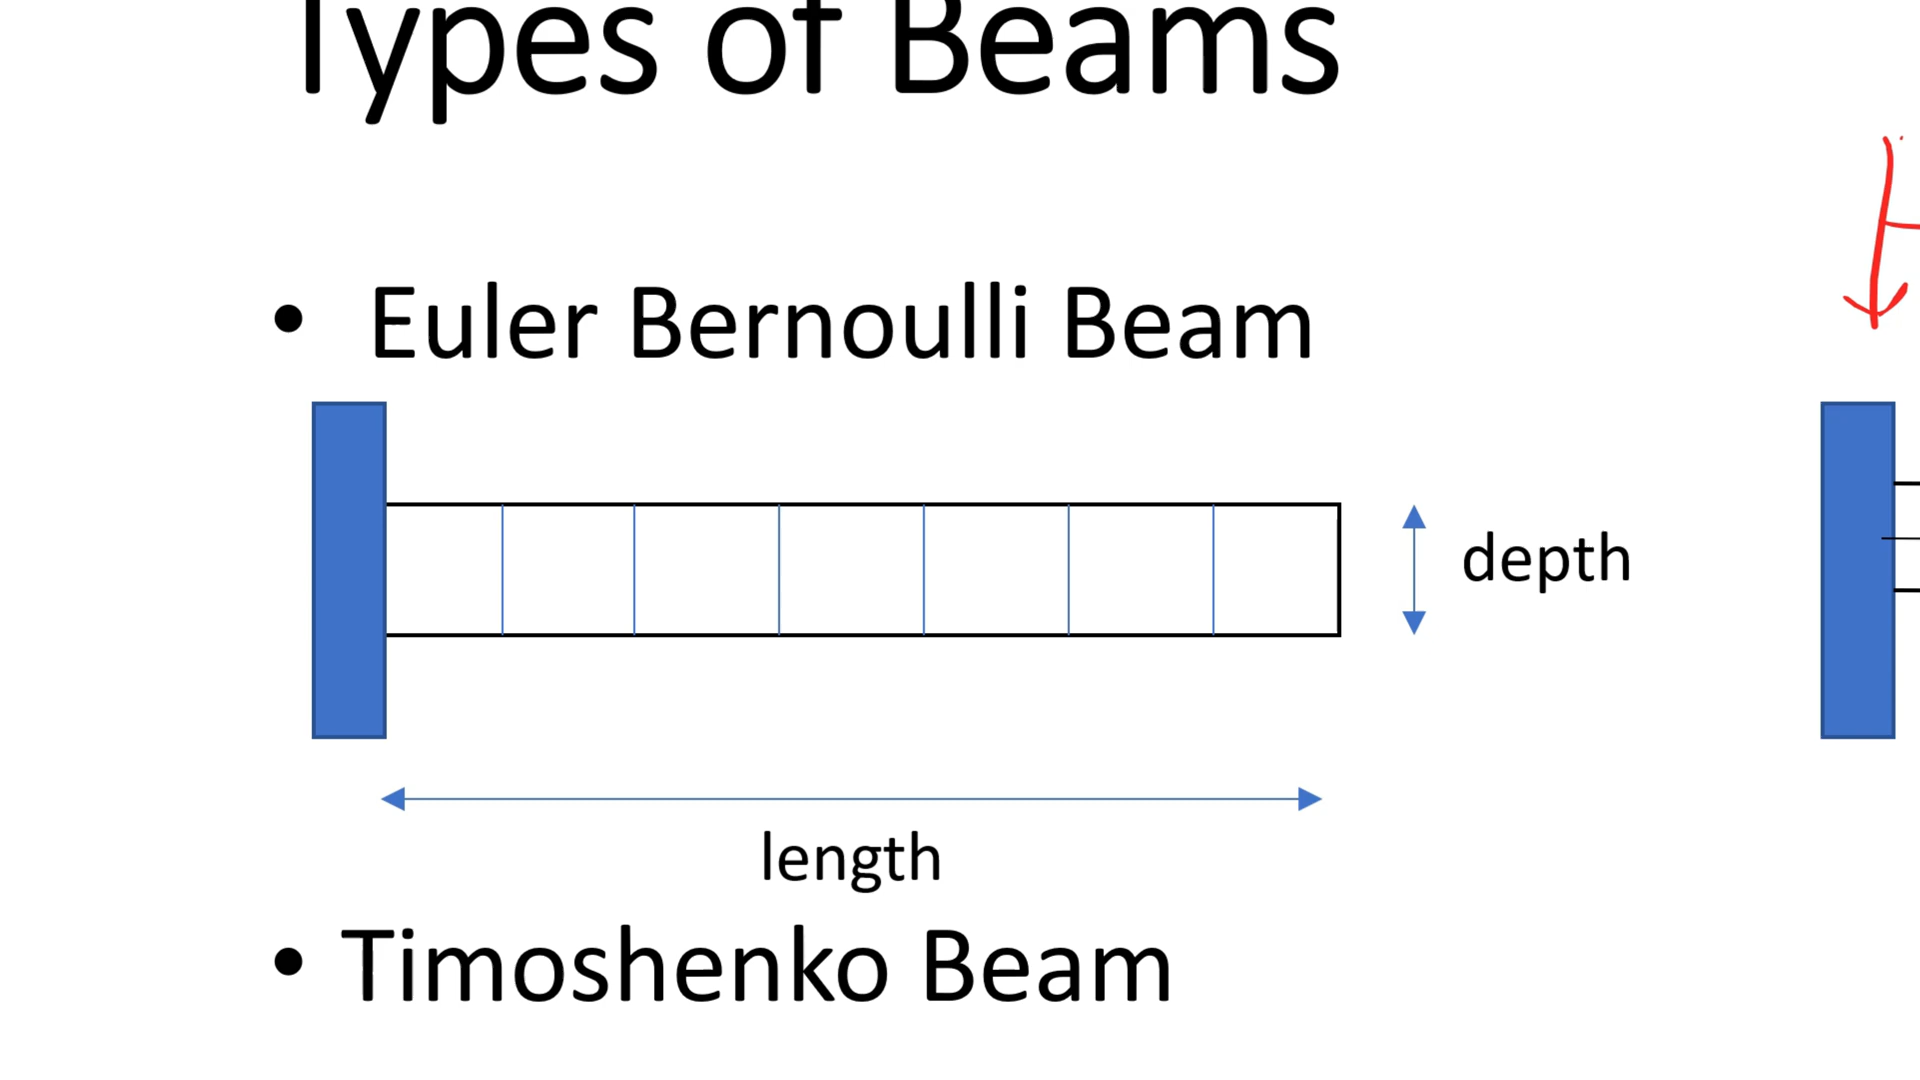 Types of Beams
• Euler Bernoulli Beam
depth
length
• Timoshenko Beam